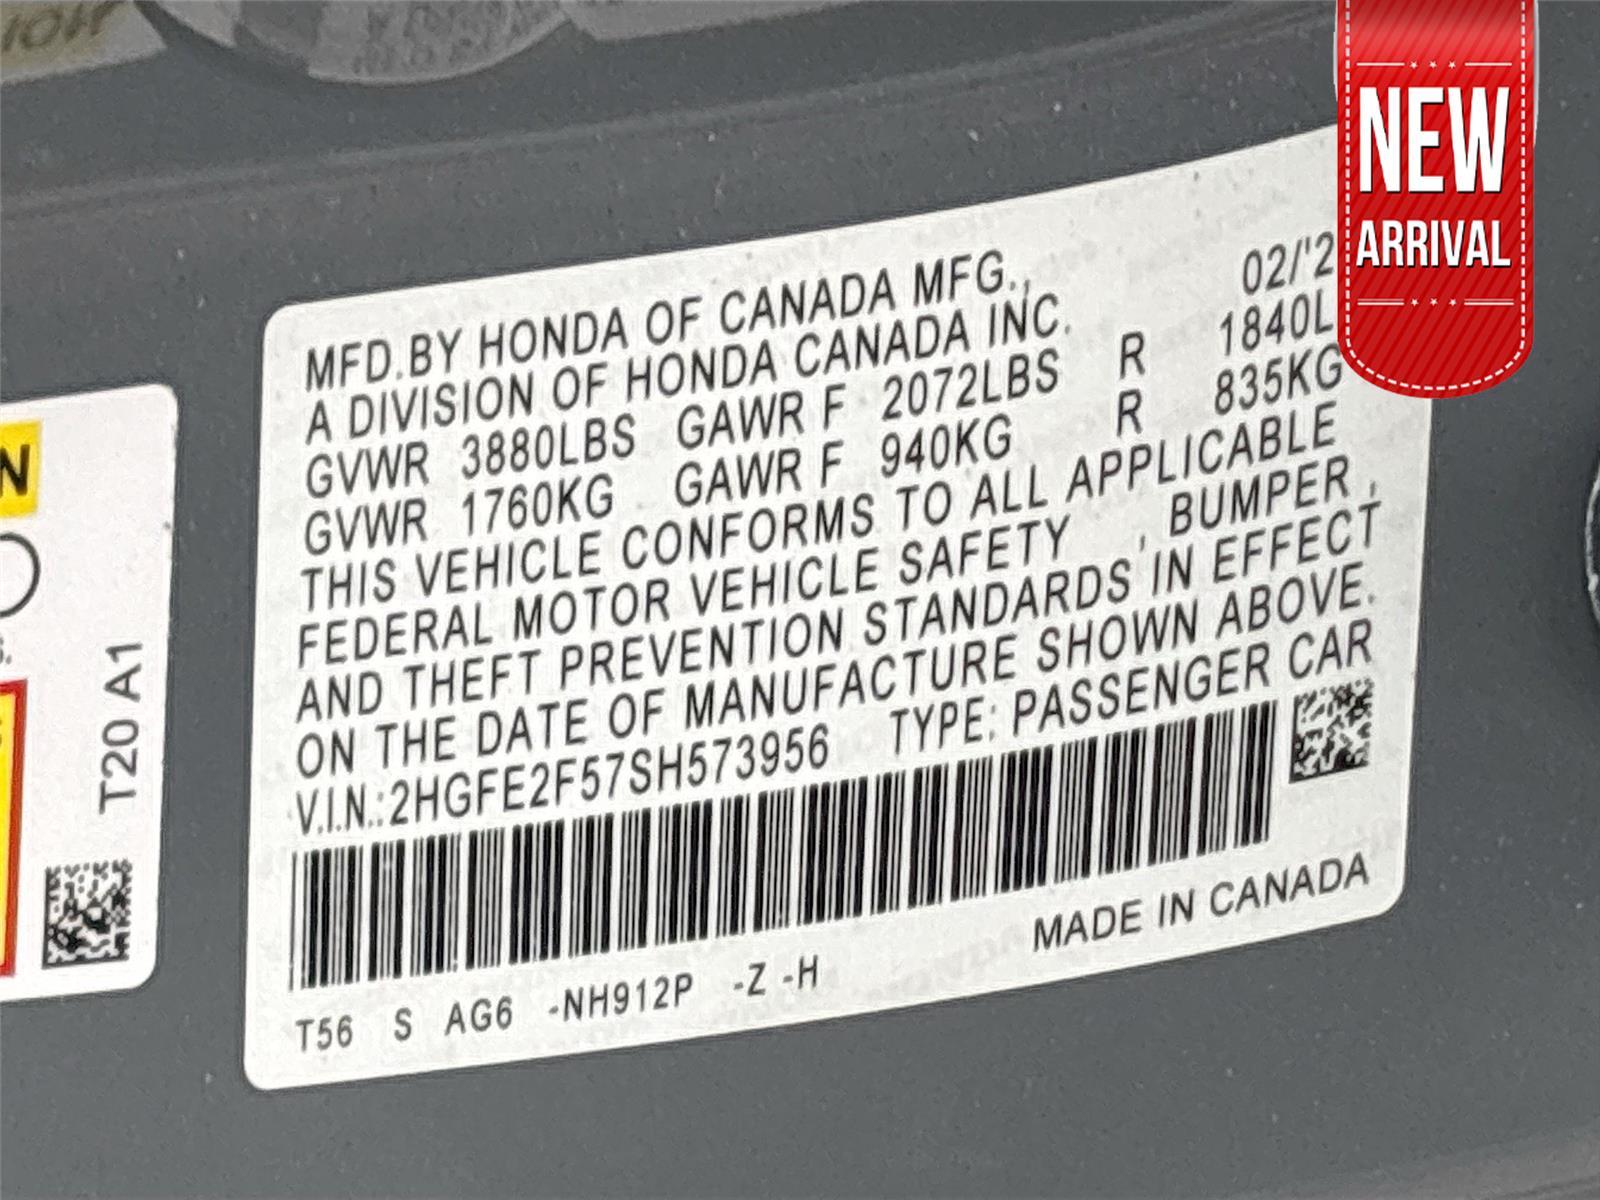 NEW
ARRIVAL
MFD.BY HONDA OF CANADA MFG., 02/'2
A DIVISION OF HONDA CANADA INC.
GVWR 3880LBS GAWR F 2072LBS R 1840L
GVWR 1760KG GAWR F 940KG R 835KG
THIS VEHICLE CONFORMS TO ALL APPLICABLE
FEDERAL MOTOR VEHICLE SAFETY , BUMPER ,
AND THEFT PREVENTION STANDARDS IN EFFECT
ON THE DATE OF MANUFACTURE SHOWN ABOVE.
V.I.N.:2HGFE2F57SH573956 TYPE: PASSENGER CAR
MADE IN CANADA
T56 S AG6 -NH912P -Z -H
N
T20 A1